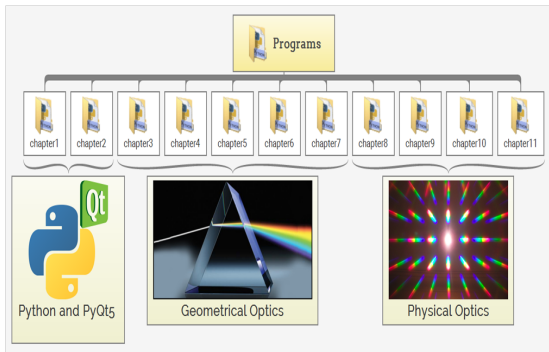 Programs
chapter1 chapter2 chapter3 chapter4 chapter5 chapter6 chapter7 chapter8 chapter9 chapter10 chapter11
Qt
Python and PyQt5 Geometrical Optics Physical Optics